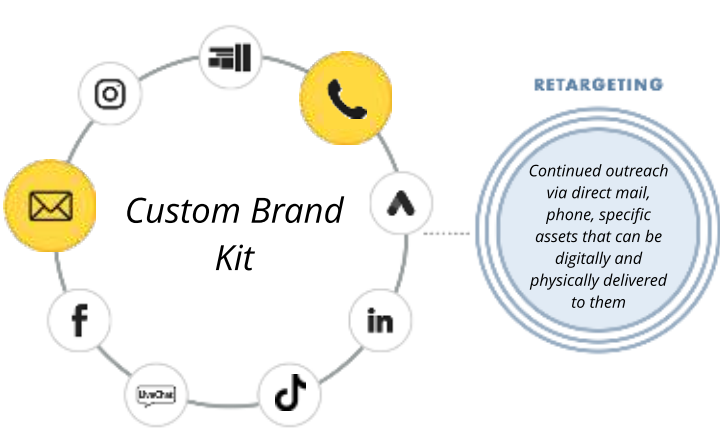 RETARGETING
Custom Brand
Kit
Continued outreach
via direct mail,
phone, specific
assets that can be
digitally and
physically delivered
to them
in
LiveChat